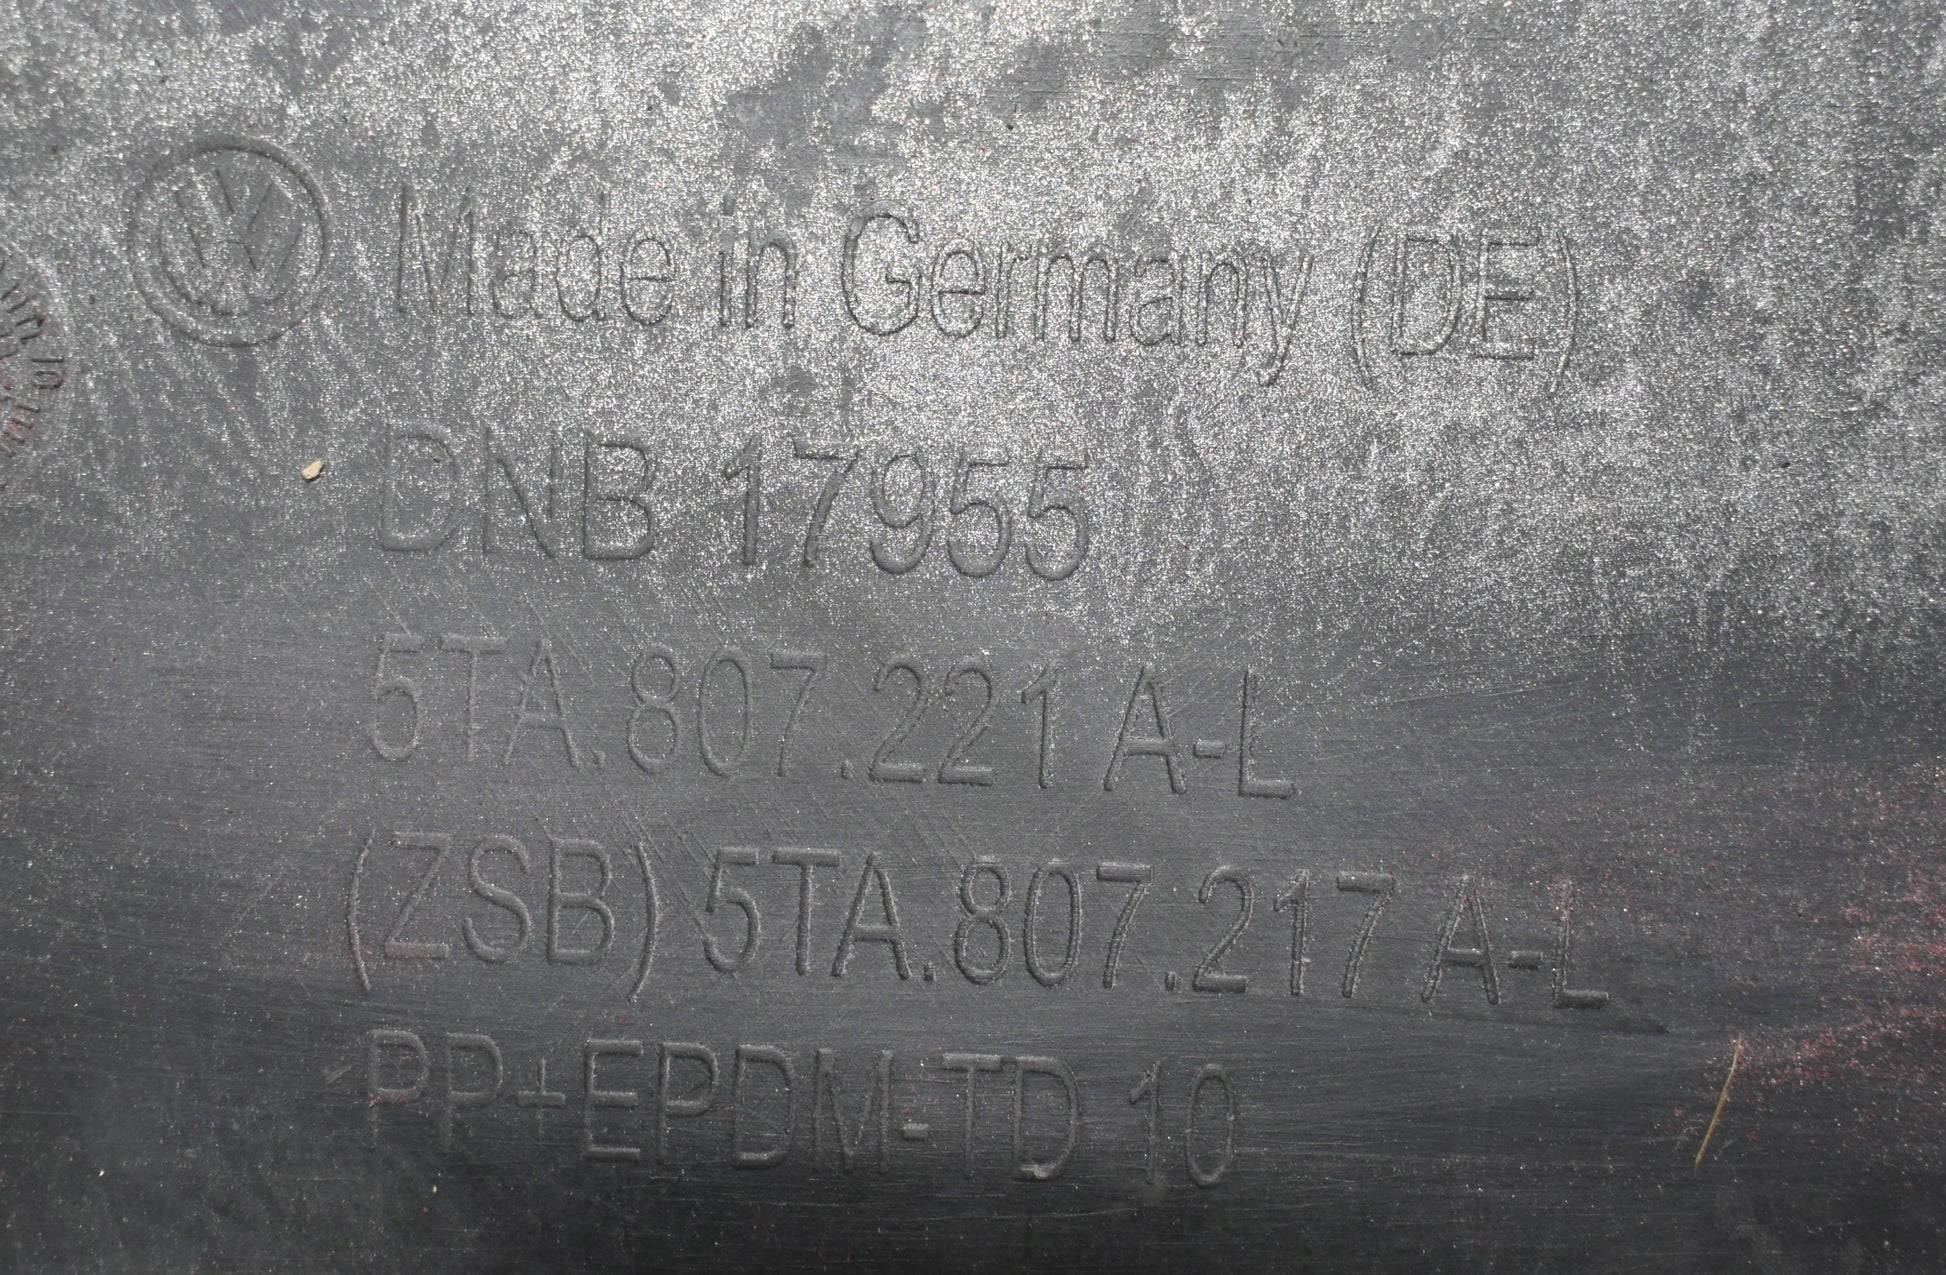 Made in Germany (DE)
DNB 17955
5TA.807.221 A-L
(ZSB) 5TA.807.217 A-L
PP+EPDM-TD 10